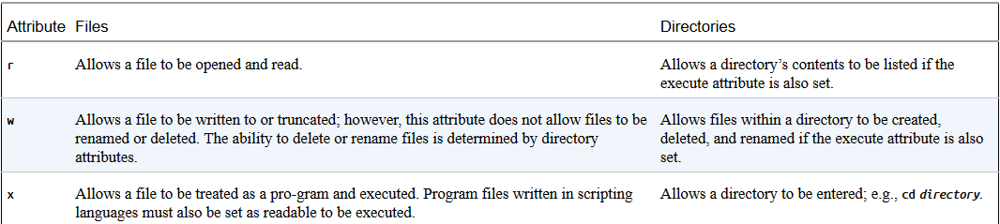 Attribute Files Directories
r Allows a file to be opened and read. Allows a directory’s contents to be listed if the
execute attribute is also set.
w Allows a file to be written to or truncated; however, this attribute does not allow files to be Allows files within a directory to be created,
renamed or deleted. The ability to delete or rename files is determined by directory deleted, and renamed if the execute attribute is also
attributes. set.
x Allows a file to be treated as a pro-gram and executed. Program files written in scripting Allows a directory to be entered; e.g., cd directory.
languages must also be set as readable to be executed.